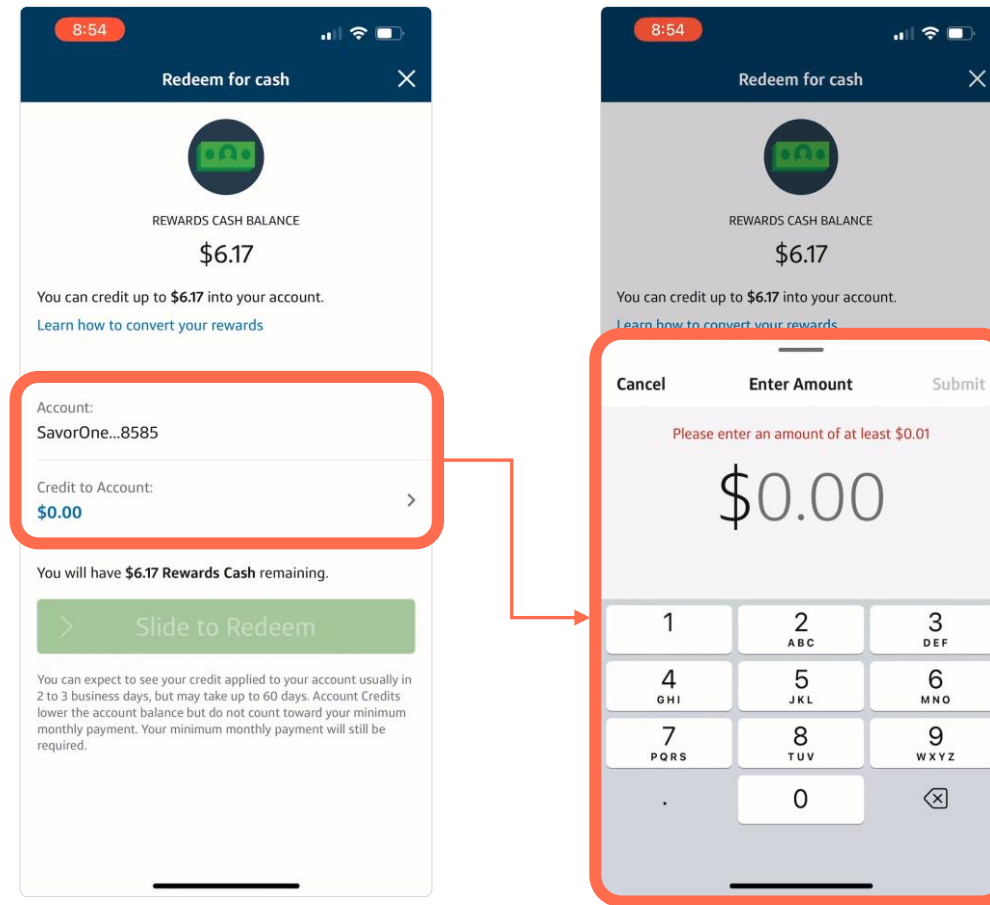 8:54
Redeem for cash
REWARDS CASH BALANCE
$6.17
You can credit up to $6.17 into your account.
Learn how to convert your rewards
Account:
SavorOne...8585
Credit to Account:
$0.00
You will have $6.17 Rewards Cash remaining.
Slide to Redeem
You can expect to see your credit applied to your account usually in
2 to 3 business days, but may take up to 60 days. Account Credits
lower the account balance but do not count toward your minimum
monthly payment. Your minimum monthly payment will still be
required.
8:54
Redeem for cash
REWARDS CASH BALANCE
$6.17
You can credit up to $6.17 into your account.
Learn how to convert your rewards
Cancel Enter Amount Submit
Please enter an amount of at least $0.01
$0.00
1 2 3
ABC DEF
4 5 6
GHI JKL MNO
7 8 9
PQRS TUV WXYZ
. 0